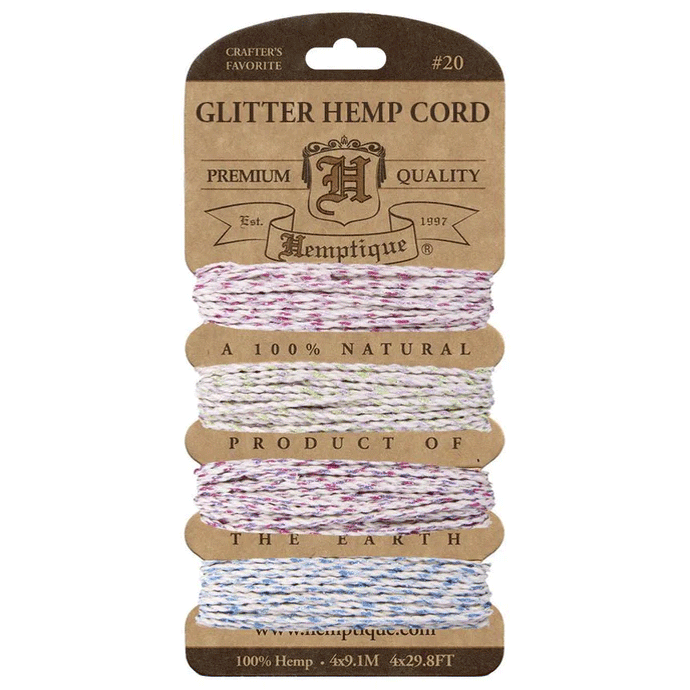 CRAFTER'S
FAVORITE
#20
GLITTER HEMP CORD
H
PREMIUM QUALITY
Est. 1997
Hemptique ®
A 100% NATURAL
PRODUCT OF
THE EARTH
www.hemptique.com
100% Hemp • 4x9.1M 4x29.8FT